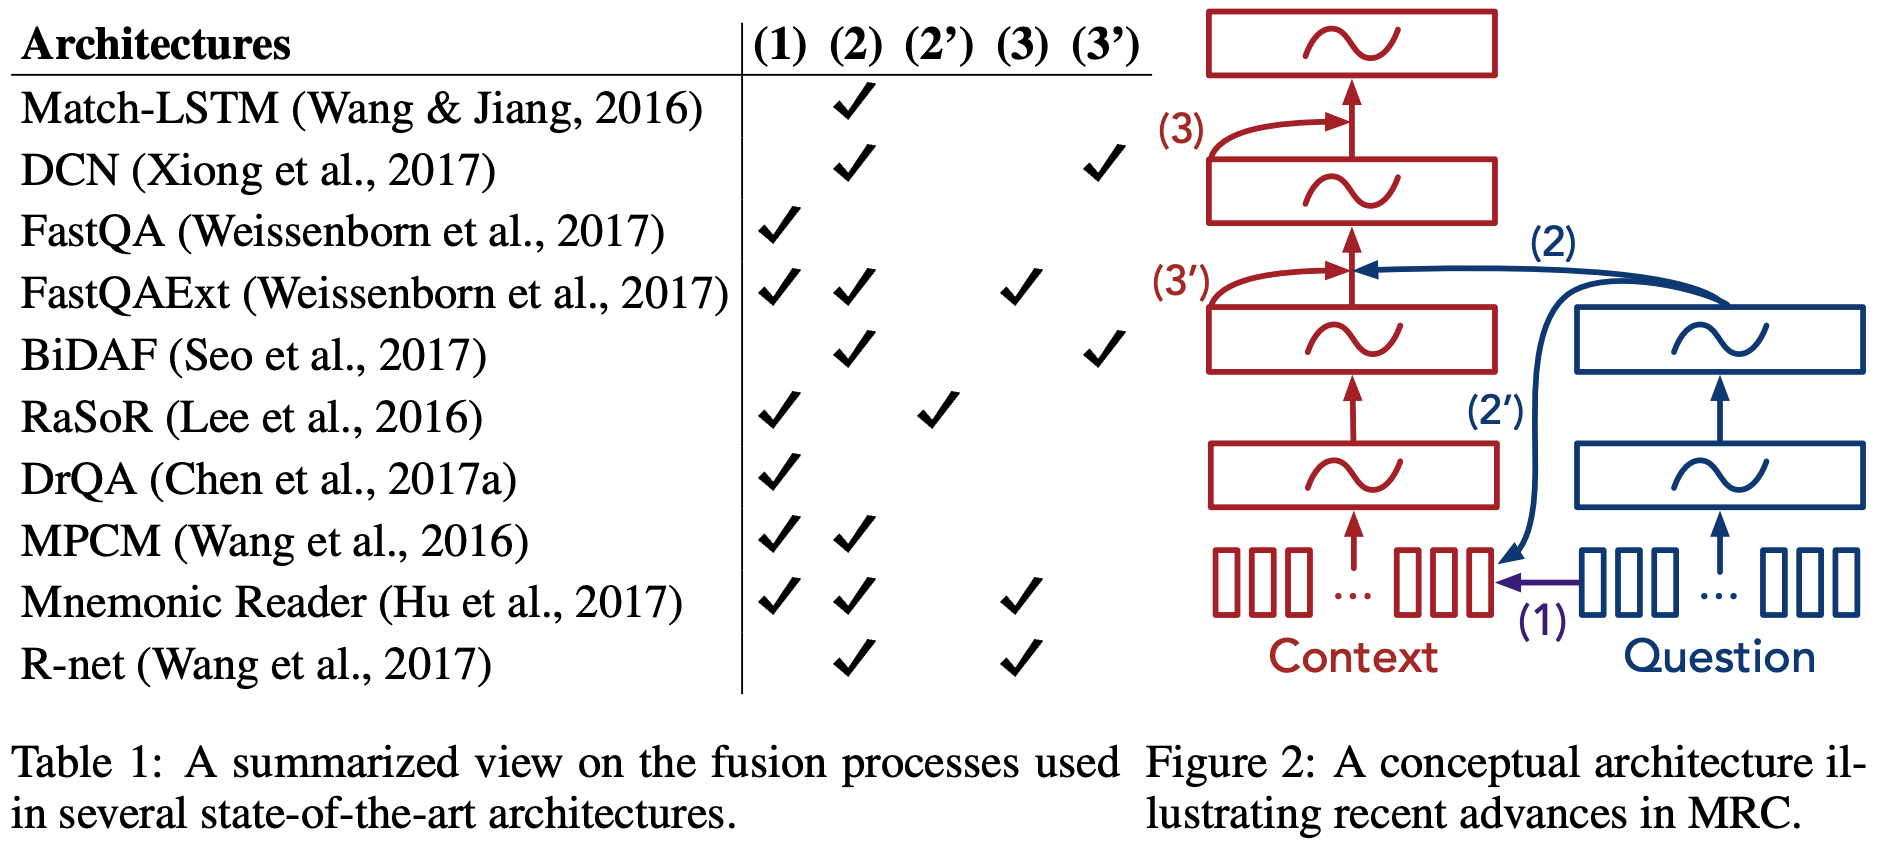 Architectures (1) (2) (2’) (3) (3’)
Match-LSTM (Wang & Jiang, 2016) ✓
DCN (Xiong et al., 2017) ✓ ✓
FastQA (Weissenborn et al., 2017) ✓
FastQAExt (Weissenborn et al., 2017) ✓ ✓ ✓
BiDAF (Seo et al., 2017) ✓ ✓
RaSoR (Lee et al., 2016) ✓ ✓
DrQA (Chen et al., 2017a) ✓
MPCM (Wang et al., 2016) ✓ ✓
Mnemonic Reader (Hu et al., 2017) ✓ ✓ ✓
R-net (Wang et al., 2017) ✓ ✓
Table 1: A summarized view on the fusion processes used
in several state-of-the-art architectures.
(3)
(2)
(3′)
(2′)
...
...
(1)
Context
Question
Figure 2: A conceptual architecture il-
lustrating recent advances in MRC.